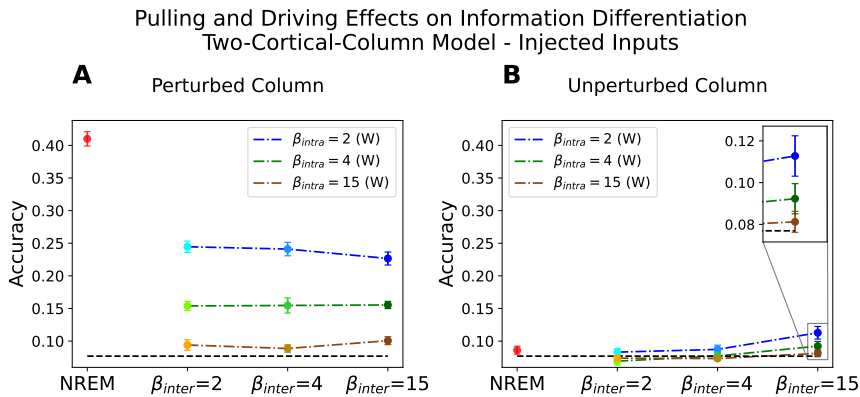 Pulling and Driving Effects on Information Differentiation
Two-Cortical-Column Model - Injected Inputs
A
Perturbed Column
Accuracy
0.40
0.35
0.30
0.25
0.20
0.15
0.10
β_intra = 2 (W)
β_intra = 4 (W)
β_intra = 15 (W)
NREM
β_inter=2
β_inter=4
β_inter=15
B
Unperturbed Column
Accuracy
0.40
0.35
0.30
0.25
0.20
0.15
0.10
β_intra = 2 (W)
β_intra = 4 (W)
β_intra = 15 (W)
0.12
0.10
0.08
NREM
β_inter=2
β_inter=4
β_inter=15